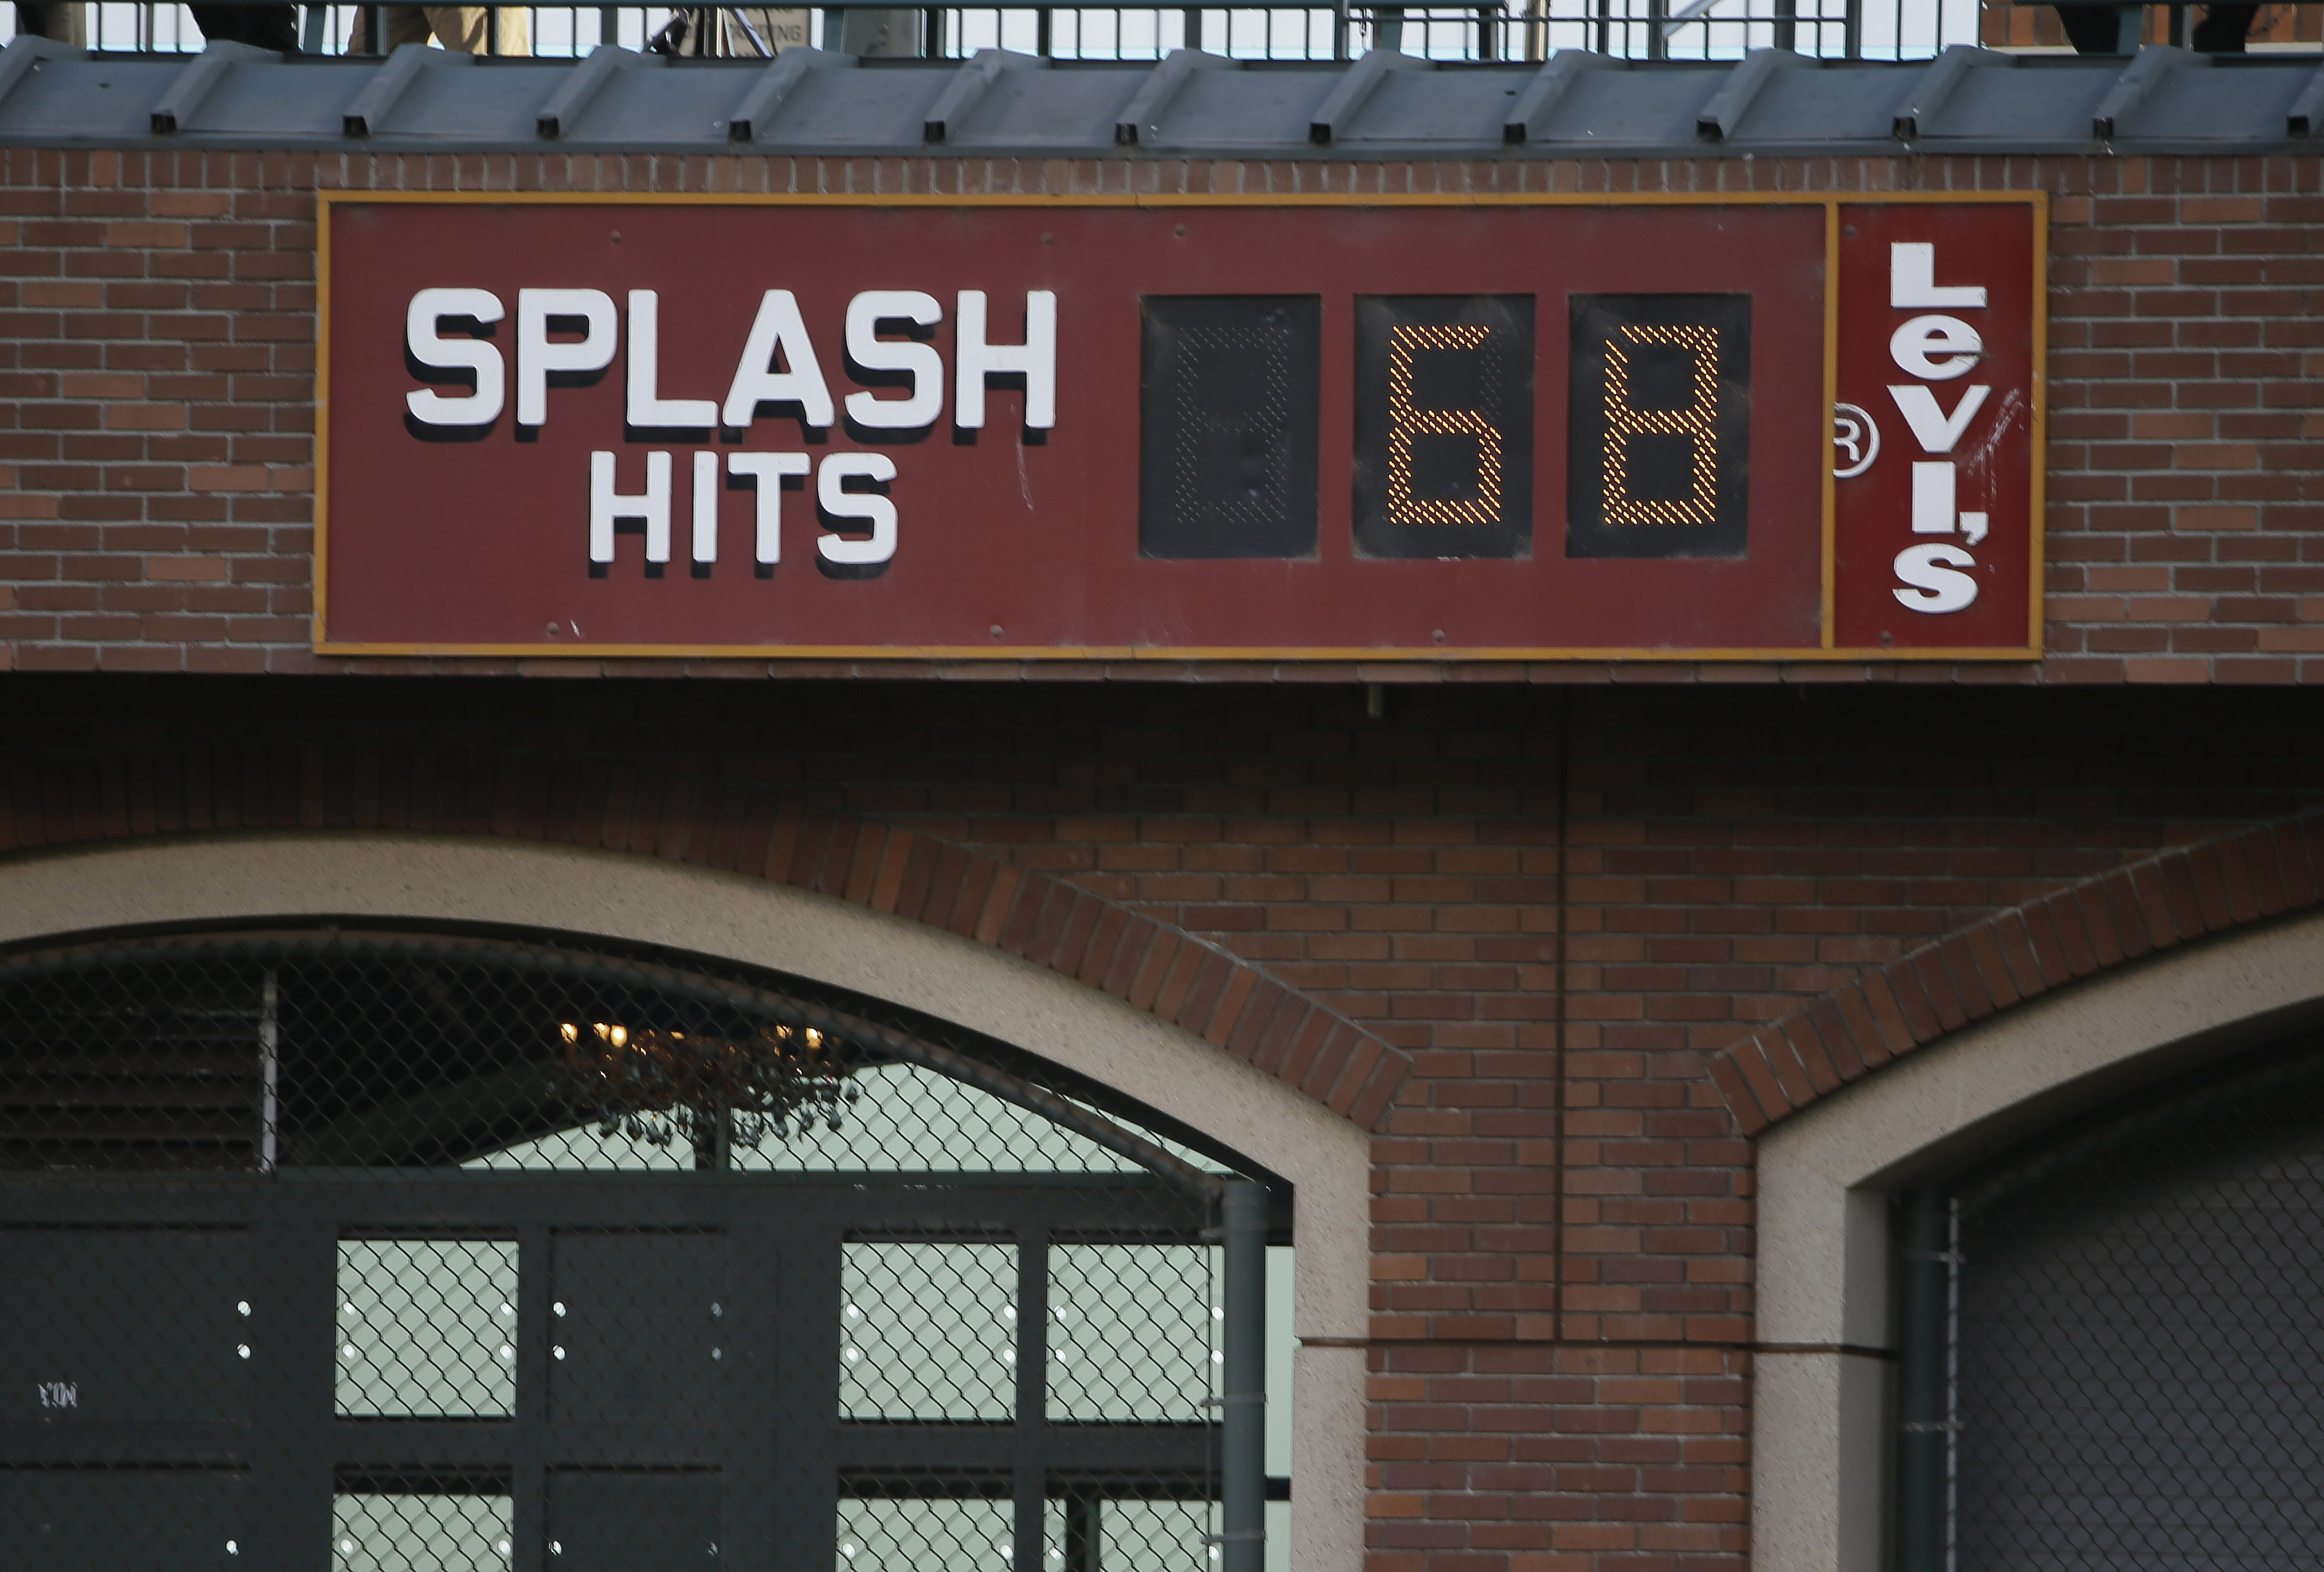 SPLASH
HITS
68
Levi's
®